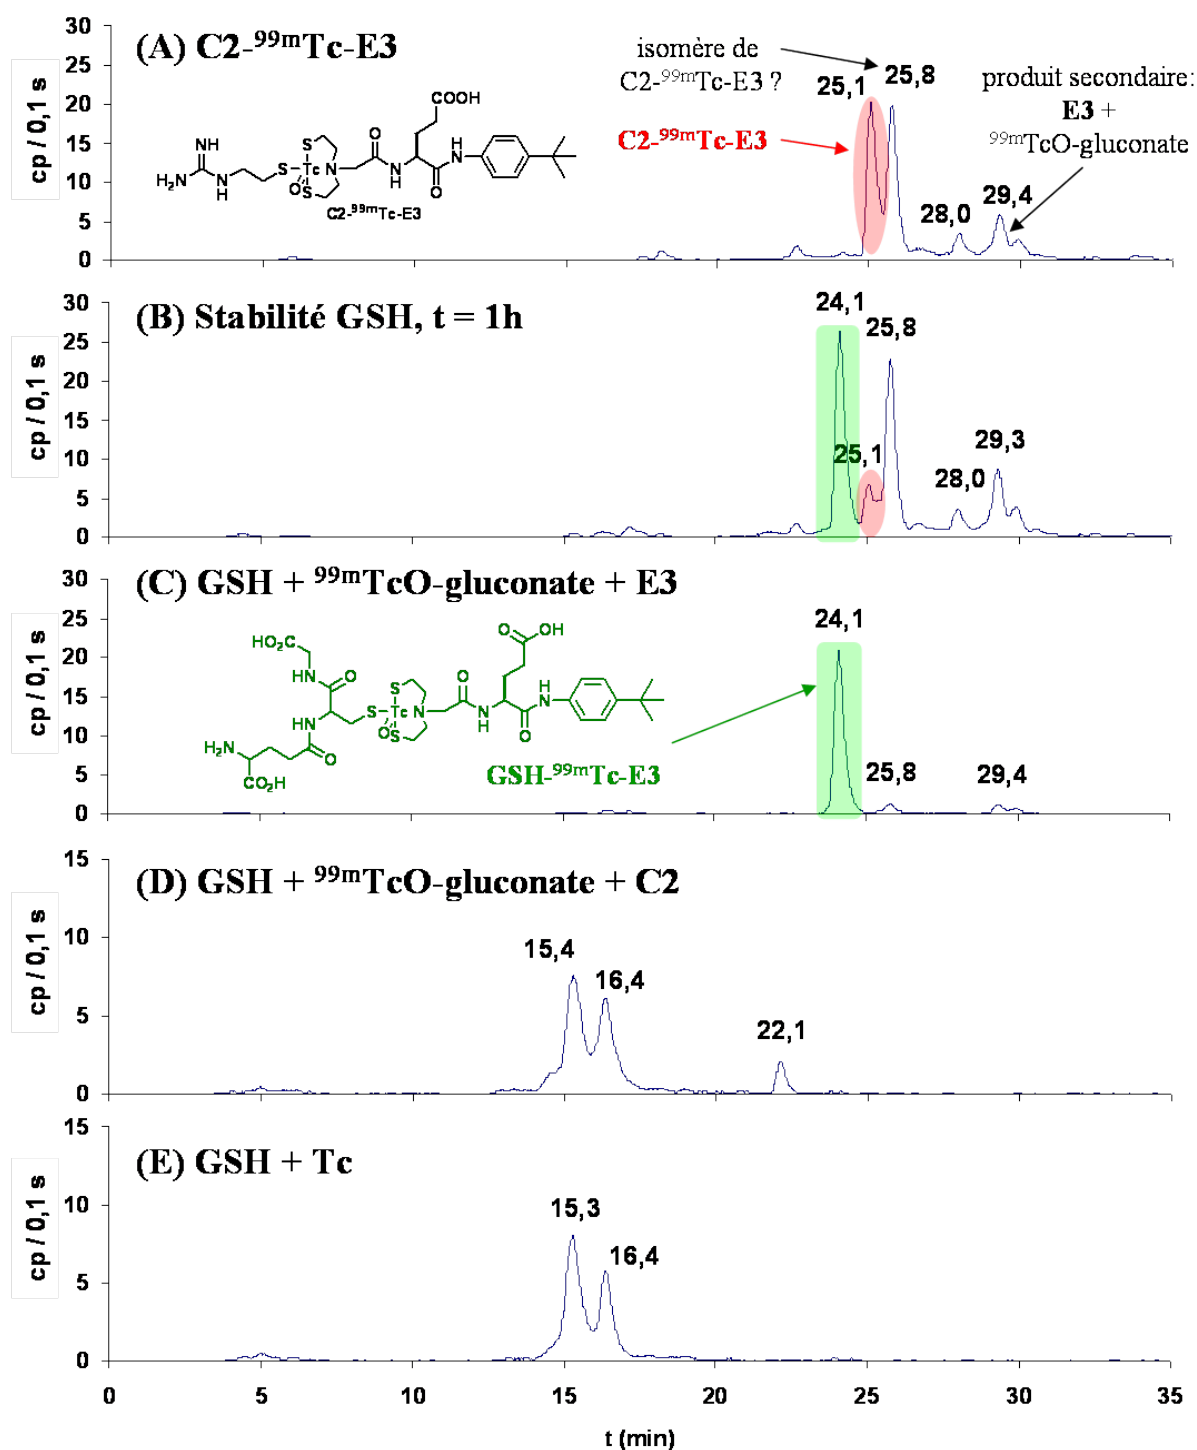 (A) C2-99mTc-E3
isomère de
C2-99mTc-E3 ?
C2-99mTc-E3
produit secondaire:
E3 +
99mTcO-gluconate
25,1
25,8
28,0
29,4
COOH
NH
H2N
N
H
S
S
Tc
N
O
S
O
N
H
O
H
N
C2-99mTc-E3
cp / 0,1 s
30
25
20
15
10
5
0
(B) Stabilité GSH, t = 1h
24,1
25,8
25,1
28,0
29,3
cp / 0,1 s
30
25
20
15
10
5
0
(C) GSH + 99mTcO-gluconate + E3
24,1
25,8
29,4
HO2C
NH
O
HN
H2N
CO2H
O
S
S
Tc
N
O
S
O
N
H
O
OH
H
N
O
GSH-99mTc-E3
cp / 0,1 s
30
25
20
15
10
5
0
(D) GSH + 99mTcO-gluconate + C2
15,4
16,4
22,1
cp / 0,1 s
15
10
5
0
(E) GSH + Tc
15,3
16,4
cp / 0,1 s
15
10
5
0
0 5 10 15 20 25 30 35
t (min)